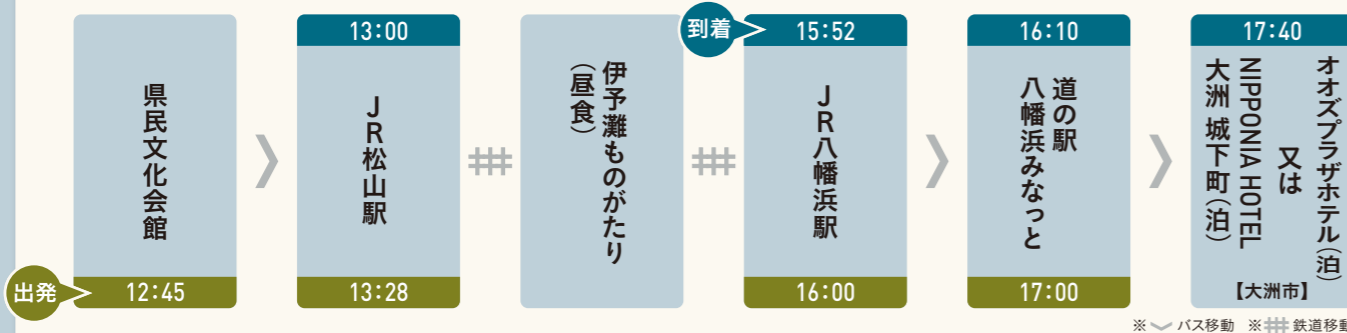 県民文化会館
出発
12:45
13:00
JR松山駅
13:28
伊予灘ものがたり
(昼食)
到着
15:52
JR八幡浜駅
16:00
16:10
道の駅
八幡浜みなっと
17:00
17:40
オオズプラザホテル(泊)
又は
NIPPONIA HOTEL
大洲 城下町(泊)
【大洲市】
※ バス移動 ※ 鉄道移動